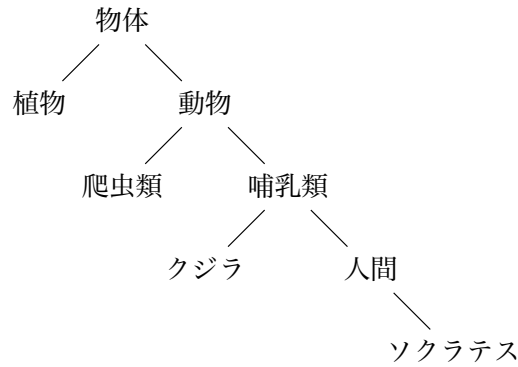 物体
植物 動物
爬虫類 哺乳類
クジラ 人間
ソクラテス